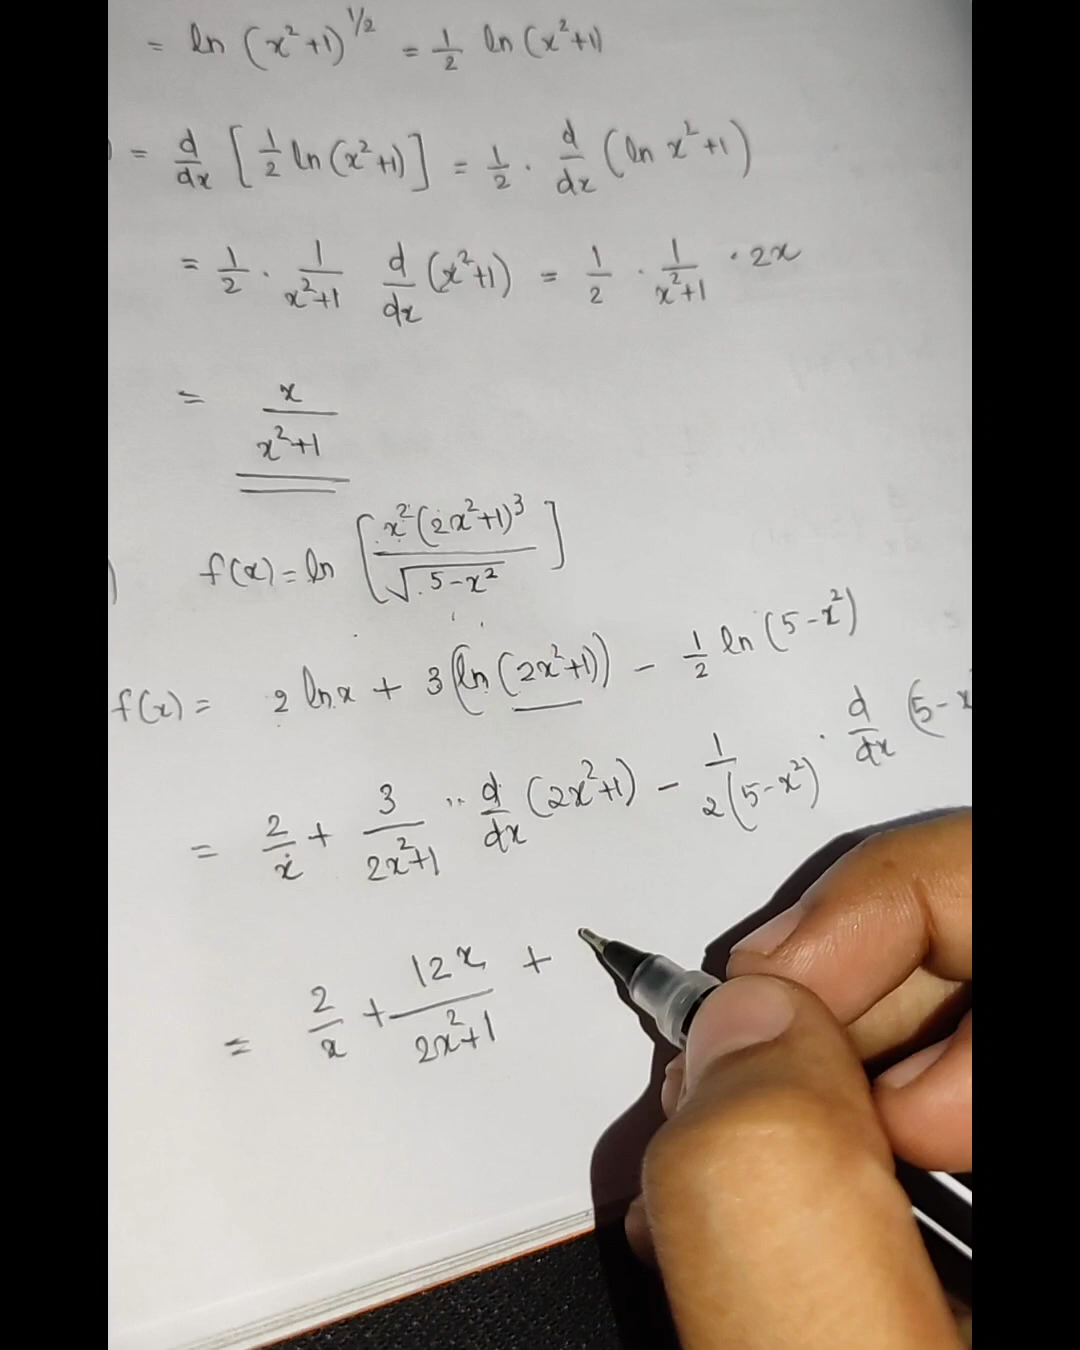 = ln (x²+1)^1/2 = 1/2 ln (x²+1)
) = d/dx [1/2 ln (x²+1)] = 1/2 · d/dx (ln x²+1)
= 1/2 · 1/(x²+1) d/dx (x²+1) = 1/2 · 1/(x²+1) · 2x
= x/(x²+1)
) f(x) = ln [x²(2x²+1)³/√(5-x²)]
f(x) = 2 ln x + 3(ln (2x²+1)) - 1/2 ln (5-x²)
= 2/x + 3/(2x²+1) · d/dx (2x²+1) - 1/(2(5-x²)) · d/dx (5-x
= 2/x + 12x/(2x²+1) +